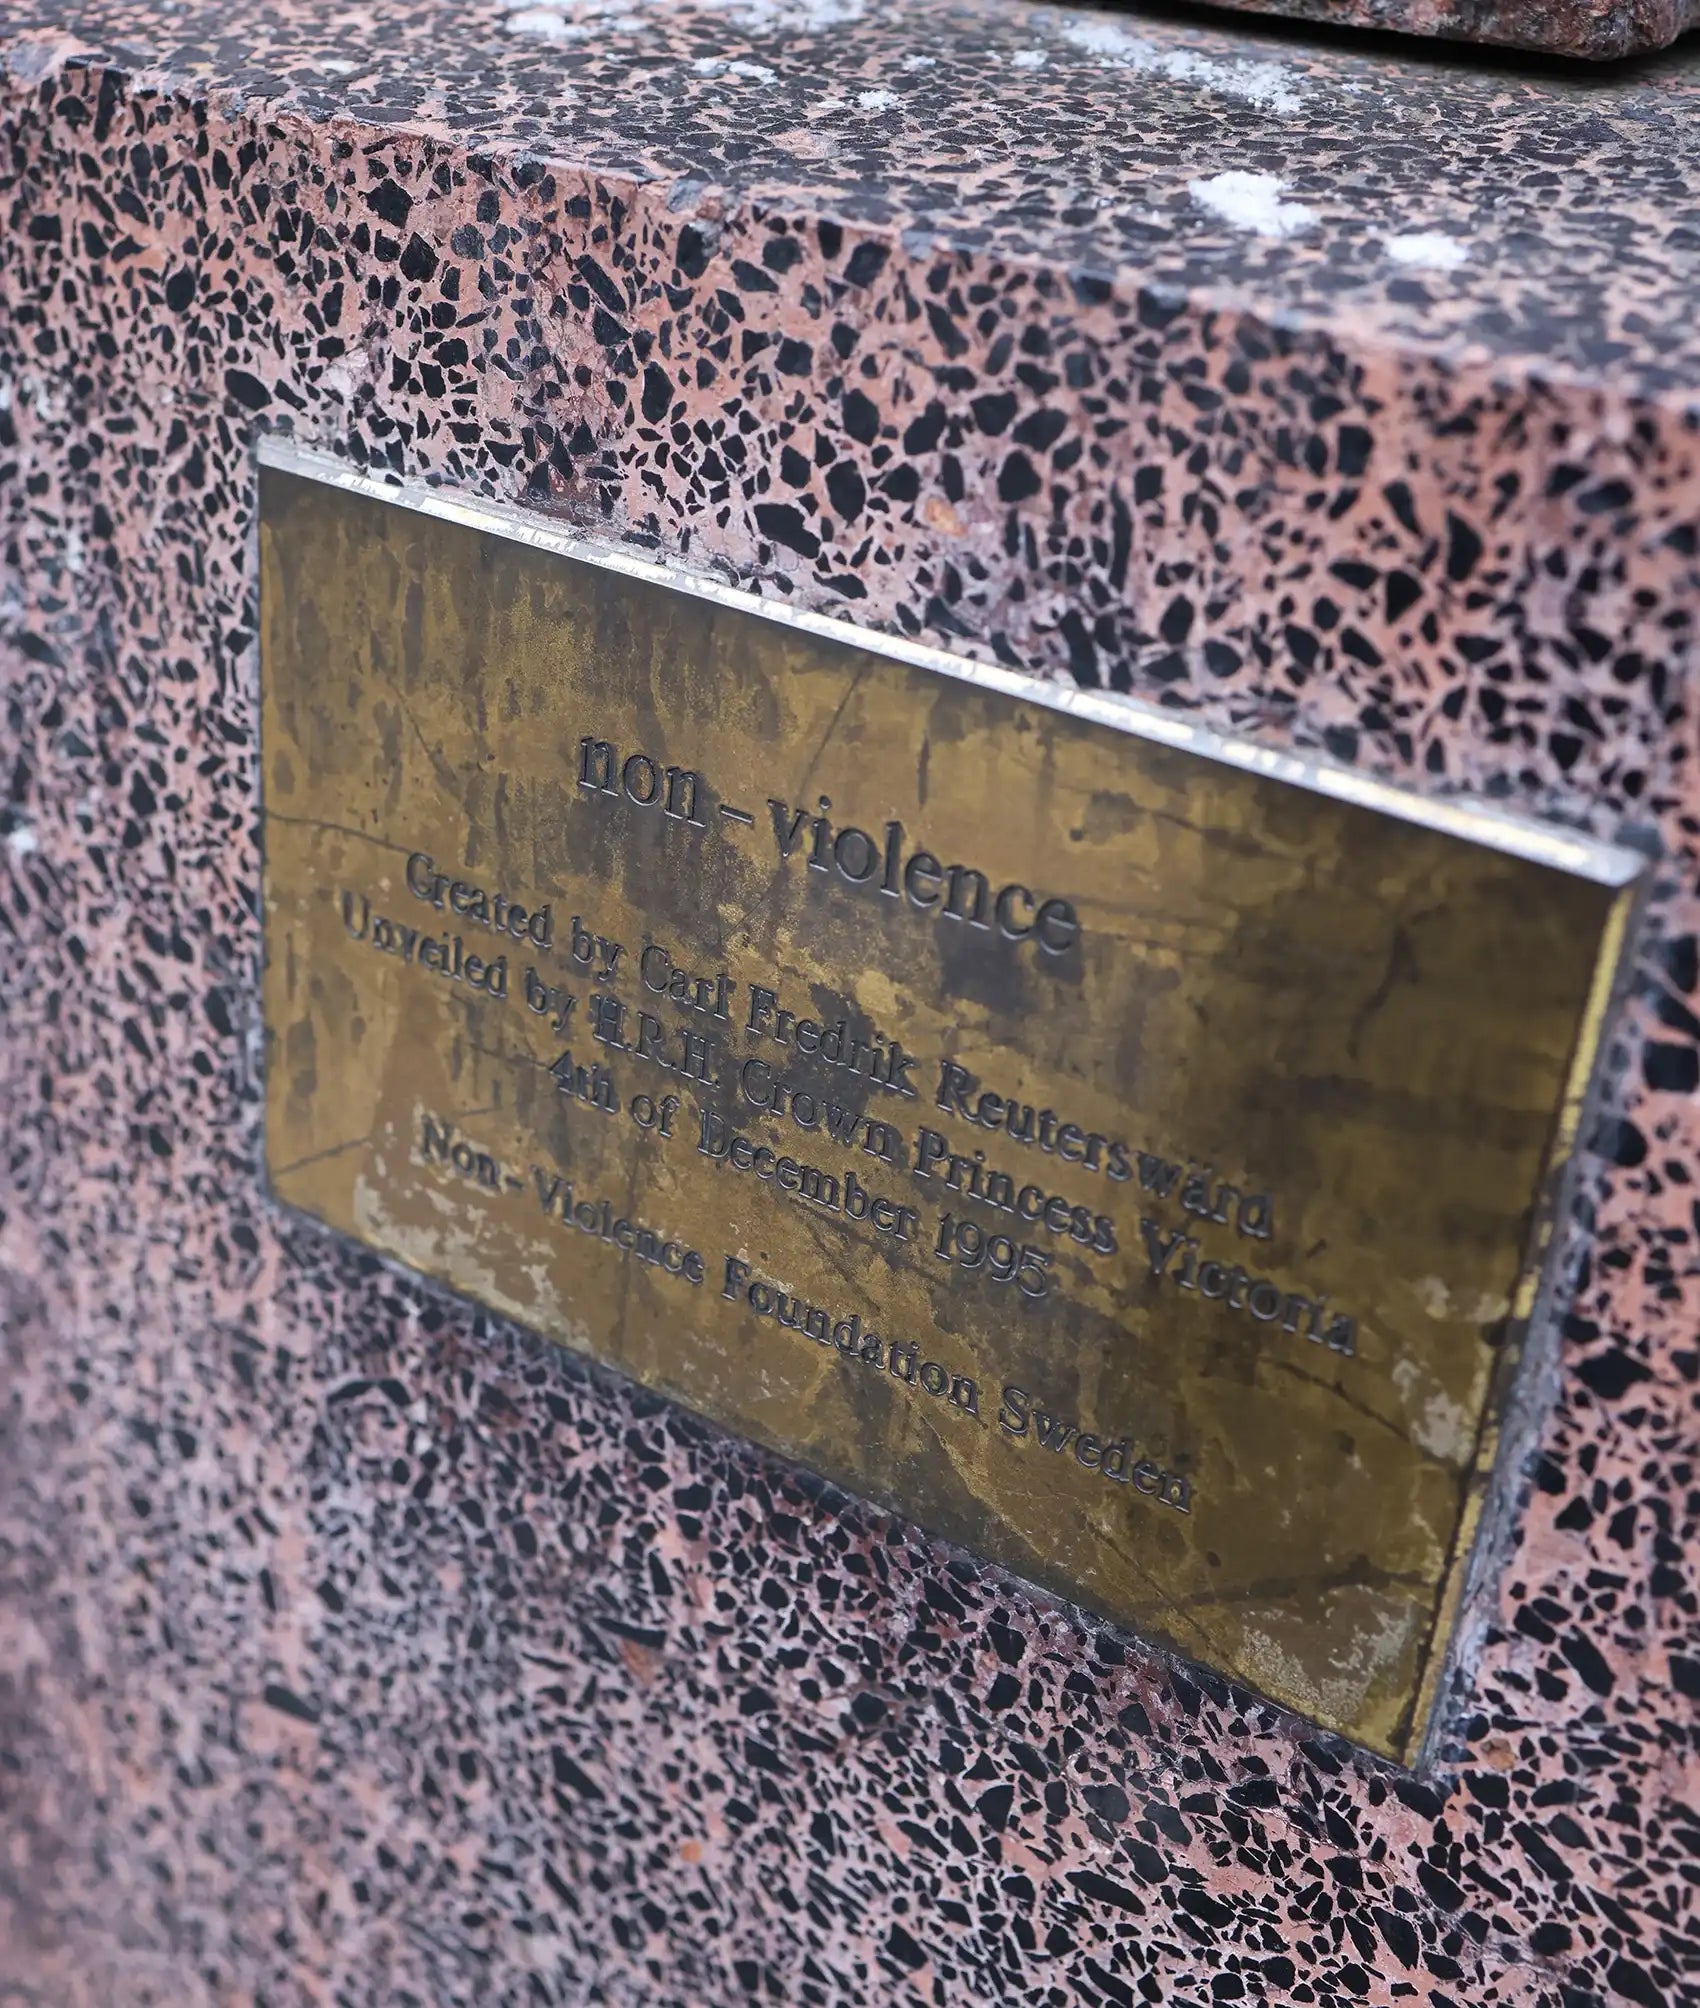 non-violence
Created by Carl Fredrik Reuterswärd
Unveiled by H.R.H. Crown Princess Victoria
4th of December 1995
Non-Violence Foundation Sweden